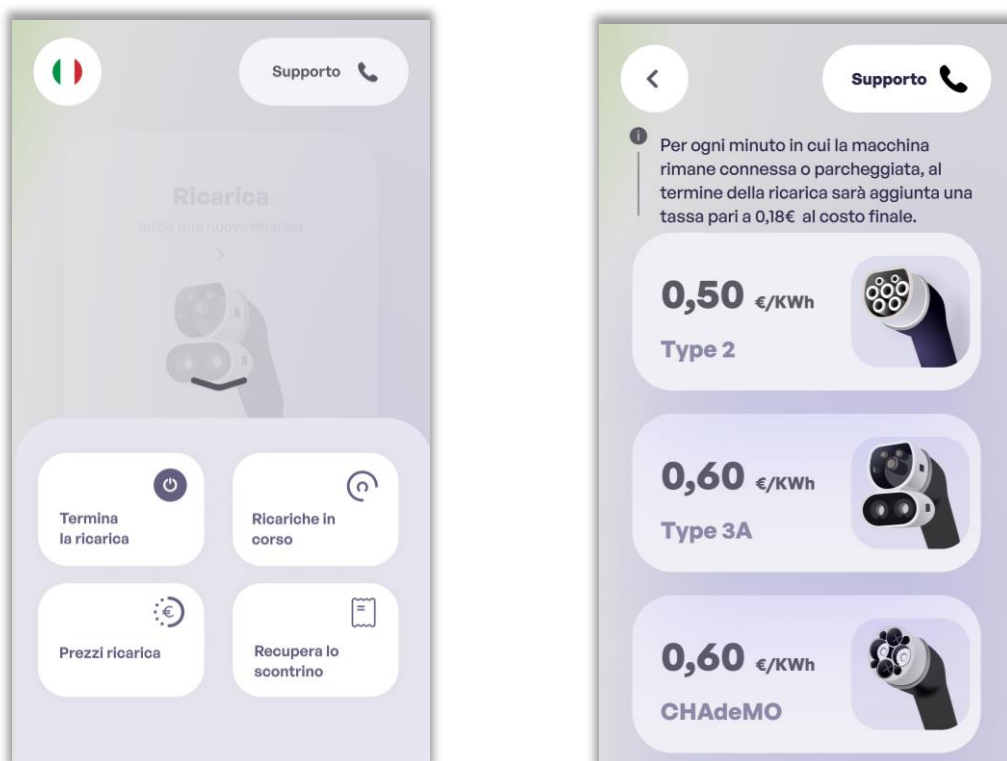 Supporto
Ricarica
Inizia una nuova ricarica
Termina
la ricarica
Ricariche in
corso
Prezzi ricarica
Recupera lo
scontrino
Supporto
Per ogni minuto in cui la macchina
rimane connessa o parcheggiata, al
termine della ricarica sarà aggiunta una
tassa pari a 0,18€ al costo finale.
0,50 €/KWh
Type 2
0,60 €/KWh
Type 3A
0,60 €/KWh
CHAdeMO